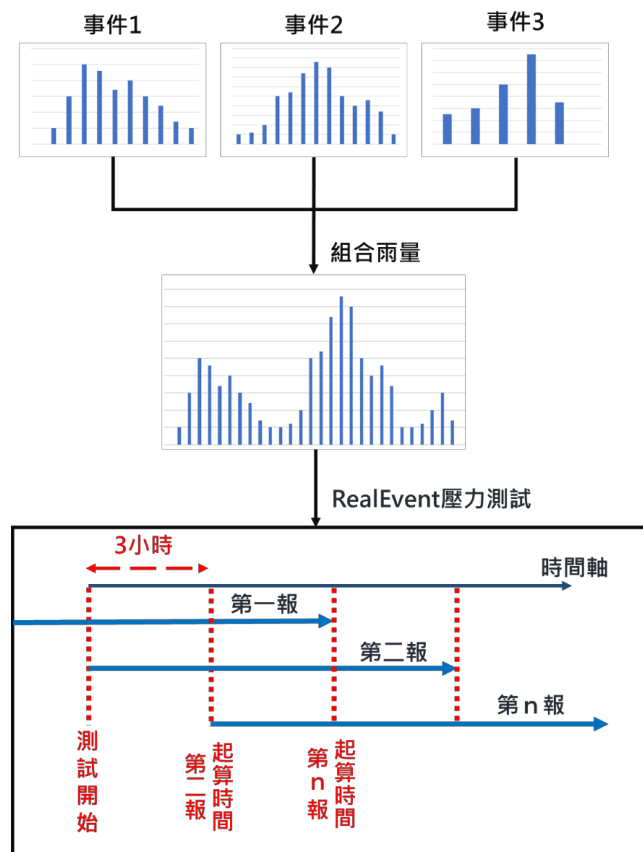 事件1
事件2
事件3
組合雨量
RealEvent壓力測試
3小時
時間軸
第一報
第二報
第n報
測試開始
第二報
起算時間
第n報
起算時間